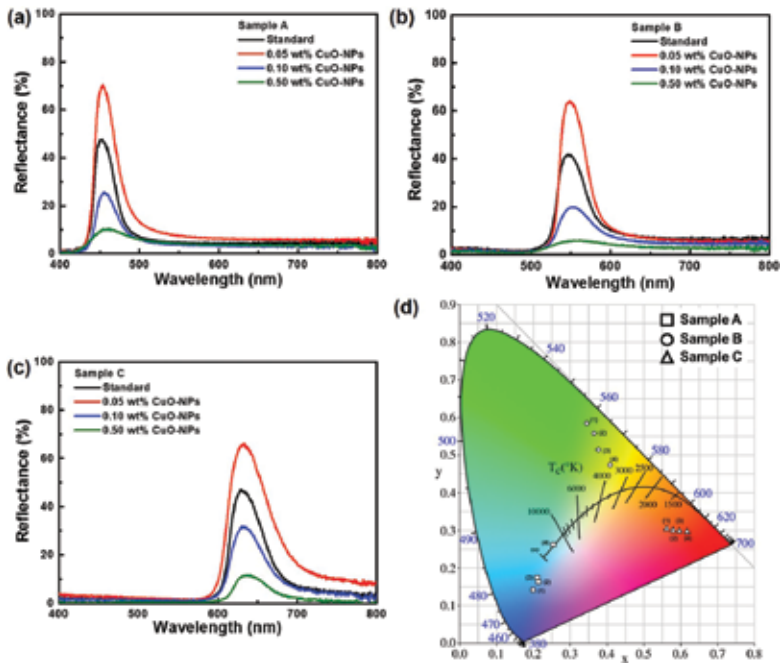 (a)
Sample A
Standard
0.05 wt% CuO-NPs
0.10 wt% CuO-NPs
0.50 wt% CuO-NPs
Reflectance (%)
100
80
60
40
20
0
400 500 600 700 800
Wavelength (nm)
(b)
Sample B
Standard
0.05 wt% CuO-NPs
0.10 wt% CuO-NPs
0.50 wt% CuO-NPs
Reflectance (%)
100
80
60
40
20
0
400 500 600 700 800
Wavelength (nm)
(c)
Sample C
Standard
0.05 wt% CuO-NPs
0.10 wt% CuO-NPs
0.50 wt% CuO-NPs
Reflectance (%)
100
80
60
40
20
0
400 500 600 700 800
Wavelength (nm)
(d)
Sample A
Sample B
Sample C
0.9
0.8
0.7
0.6
0.5
y
0.4
0.3
0.2
0.1
0.0
0.0 0.1 0.2 0.3 0.4 0.5 0.6 0.7 0.8
x
520
540
560
500
580
Tc(°K)
600
620
700
490
480
470
460
380
10000
6000
4000
3000
2500
2000
1500
∞